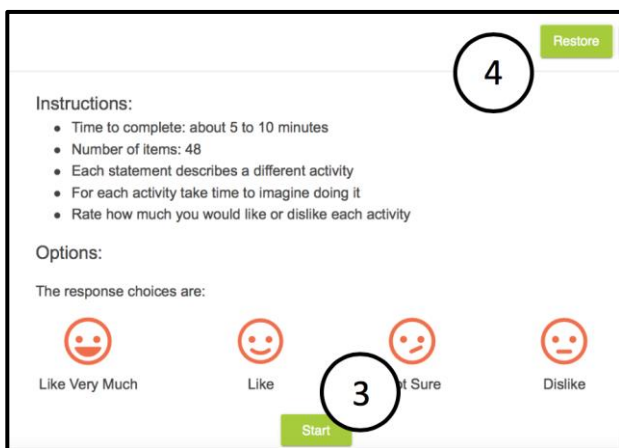 Restore
4
Instructions:
• Time to complete: about 5 to 10 minutes
• Number of items: 48
• Each statement describes a different activity
• For each activity take time to imagine doing it
• Rate how much you would like or dislike each activity
Options:
The response choices are:
Like Very Much Like Sure Dislike
3
Start